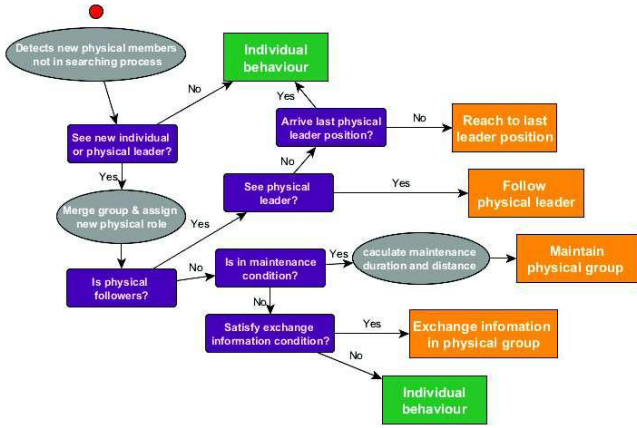 Detects new physical members
not in searching process
No
Individual
behaviour
Yes
See new individual
or physical leader?
Arrive last physical
leader position?
No
Reach to last
leader position
Yes
No
Merge group & assign
new physical role
Yes
See physical
leader?
Yes
Follow
physical leader
Is physical
followers?
No
Is in maintenance
condition?
Yes
caculate maintenance
duration and distance
Maintain
physical group
No
Satisfy exchange
information condition?
Yes
Exchange infomation
in physical group
No
Individual
behaviour